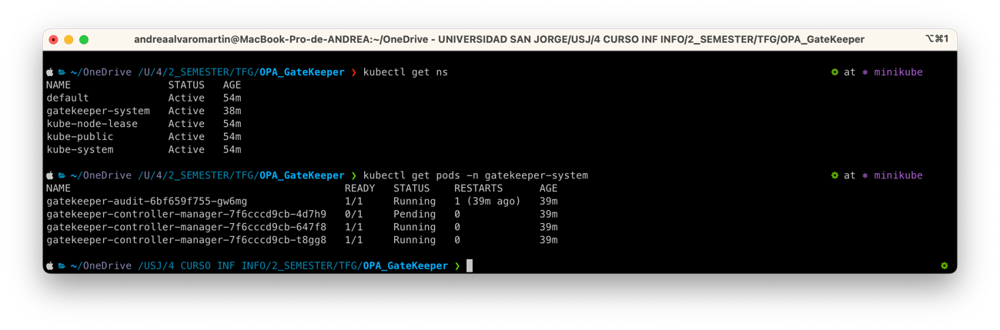 andreaalvaromartin@MacBook-Pro-de-ANDREA:~/OneDrive - UNIVERSIDAD SAN JORGE/USJ/4 CURSO INF INFO/2_SEMESTER/TFG/OPA_GateKeeper ⌥⌘1
~/OneDrive /U/4/2_SEMESTER/TFG/OPA_GateKeeper ❯ kubectl get ns at ⎈ minikube
NAME STATUS AGE
default Active 54m
gatekeeper-system Active 38m
kube-node-lease Active 54m
kube-public Active 54m
kube-system Active 54m
~/OneDrive /U/4/2_SEMESTER/TFG/OPA_GateKeeper ❯ kubectl get pods -n gatekeeper-system at ⎈ minikube
NAME READY STATUS RESTARTS AGE
gatekeeper-audit-6bf659f755-gw6mg 1/1 Running 1 (39m ago) 39m
gatekeeper-controller-manager-7f6cccd9cb-4d7h9 0/1 Pending 0 39m
gatekeeper-controller-manager-7f6cccd9cb-647f8 1/1 Running 0 39m
gatekeeper-controller-manager-7f6cccd9cb-t8gg8 1/1 Running 0 39m
~/OneDrive /USJ/4 CURSO INF INFO/2_SEMESTER/TFG/OPA_GateKeeper ❯